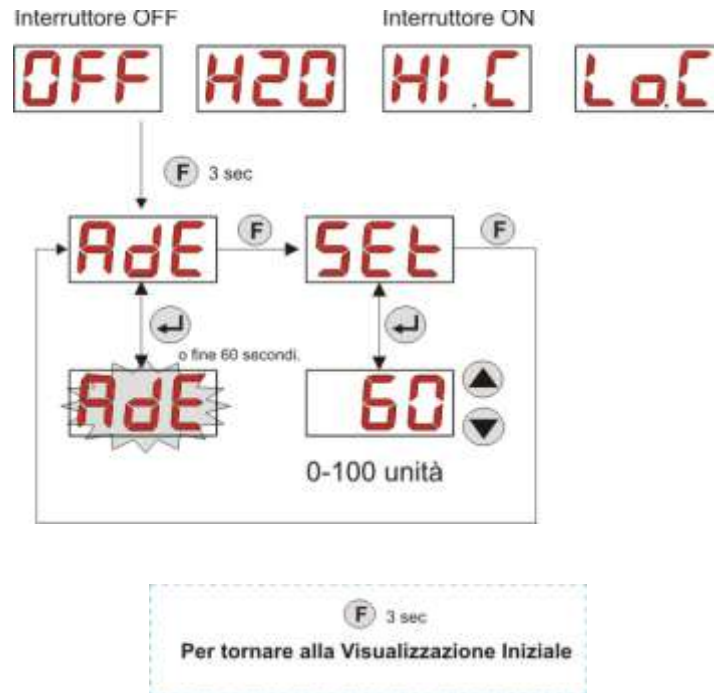 Interruttore OFF
Interruttore ON
OFF H2O HI.C Lo.C
F 3 sec
AdE F SEt F
o fine 60 secondi.
AdE 60
0-100 unità
F 3 sec
Per tornare alla Visualizzazione Iniziale